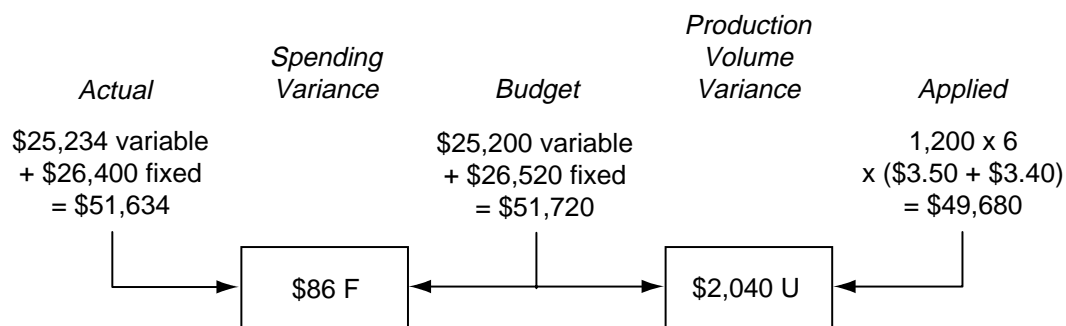 Actual
Spending
Variance
Budget
Production
Volume
Variance
Applied
$25,234 variable
+ $26,400 fixed
= $51,634
$25,200 variable
+ $26,520 fixed
= $51,720
1,200 x 6
x ($3.50 + $3.40)
= $49,680
$86 F
$2,040 U